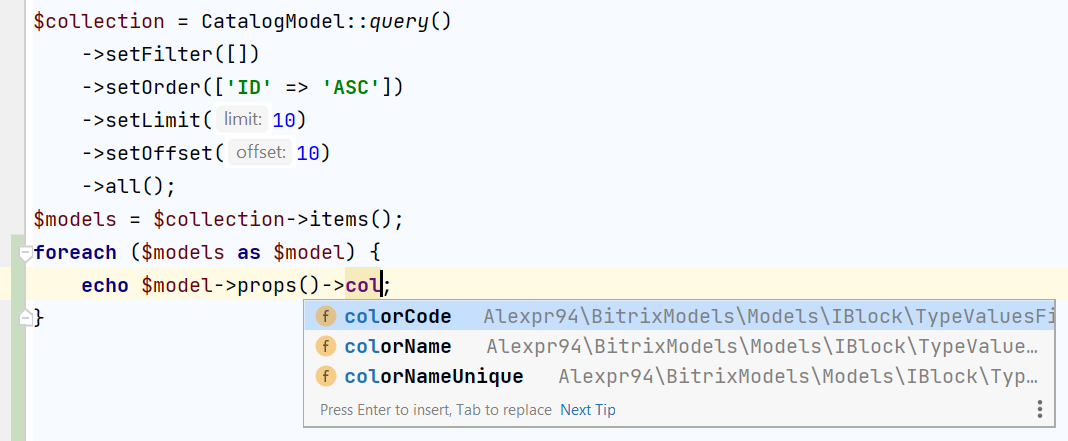 $collection = CatalogModel::query()
->setFilter([])
->setOrder(['ID' => 'ASC'])
->setLimit( limit: 10)
->setOffset( offset: 10)
->all();
$models = $collection->items();
foreach ($models as $model) {
echo $model->props()->col;
}
colorCode Alexpr94\BitrixModels\Models\IBlock\TypeValuesFi
colorName Alexpr94\BitrixModels\Models\IBlock\TypeValue…
colorNameUnique Alexpr94\BitrixModels\Models\IBlock\Typ…
Press Enter to insert, Tab to replace Next Tip